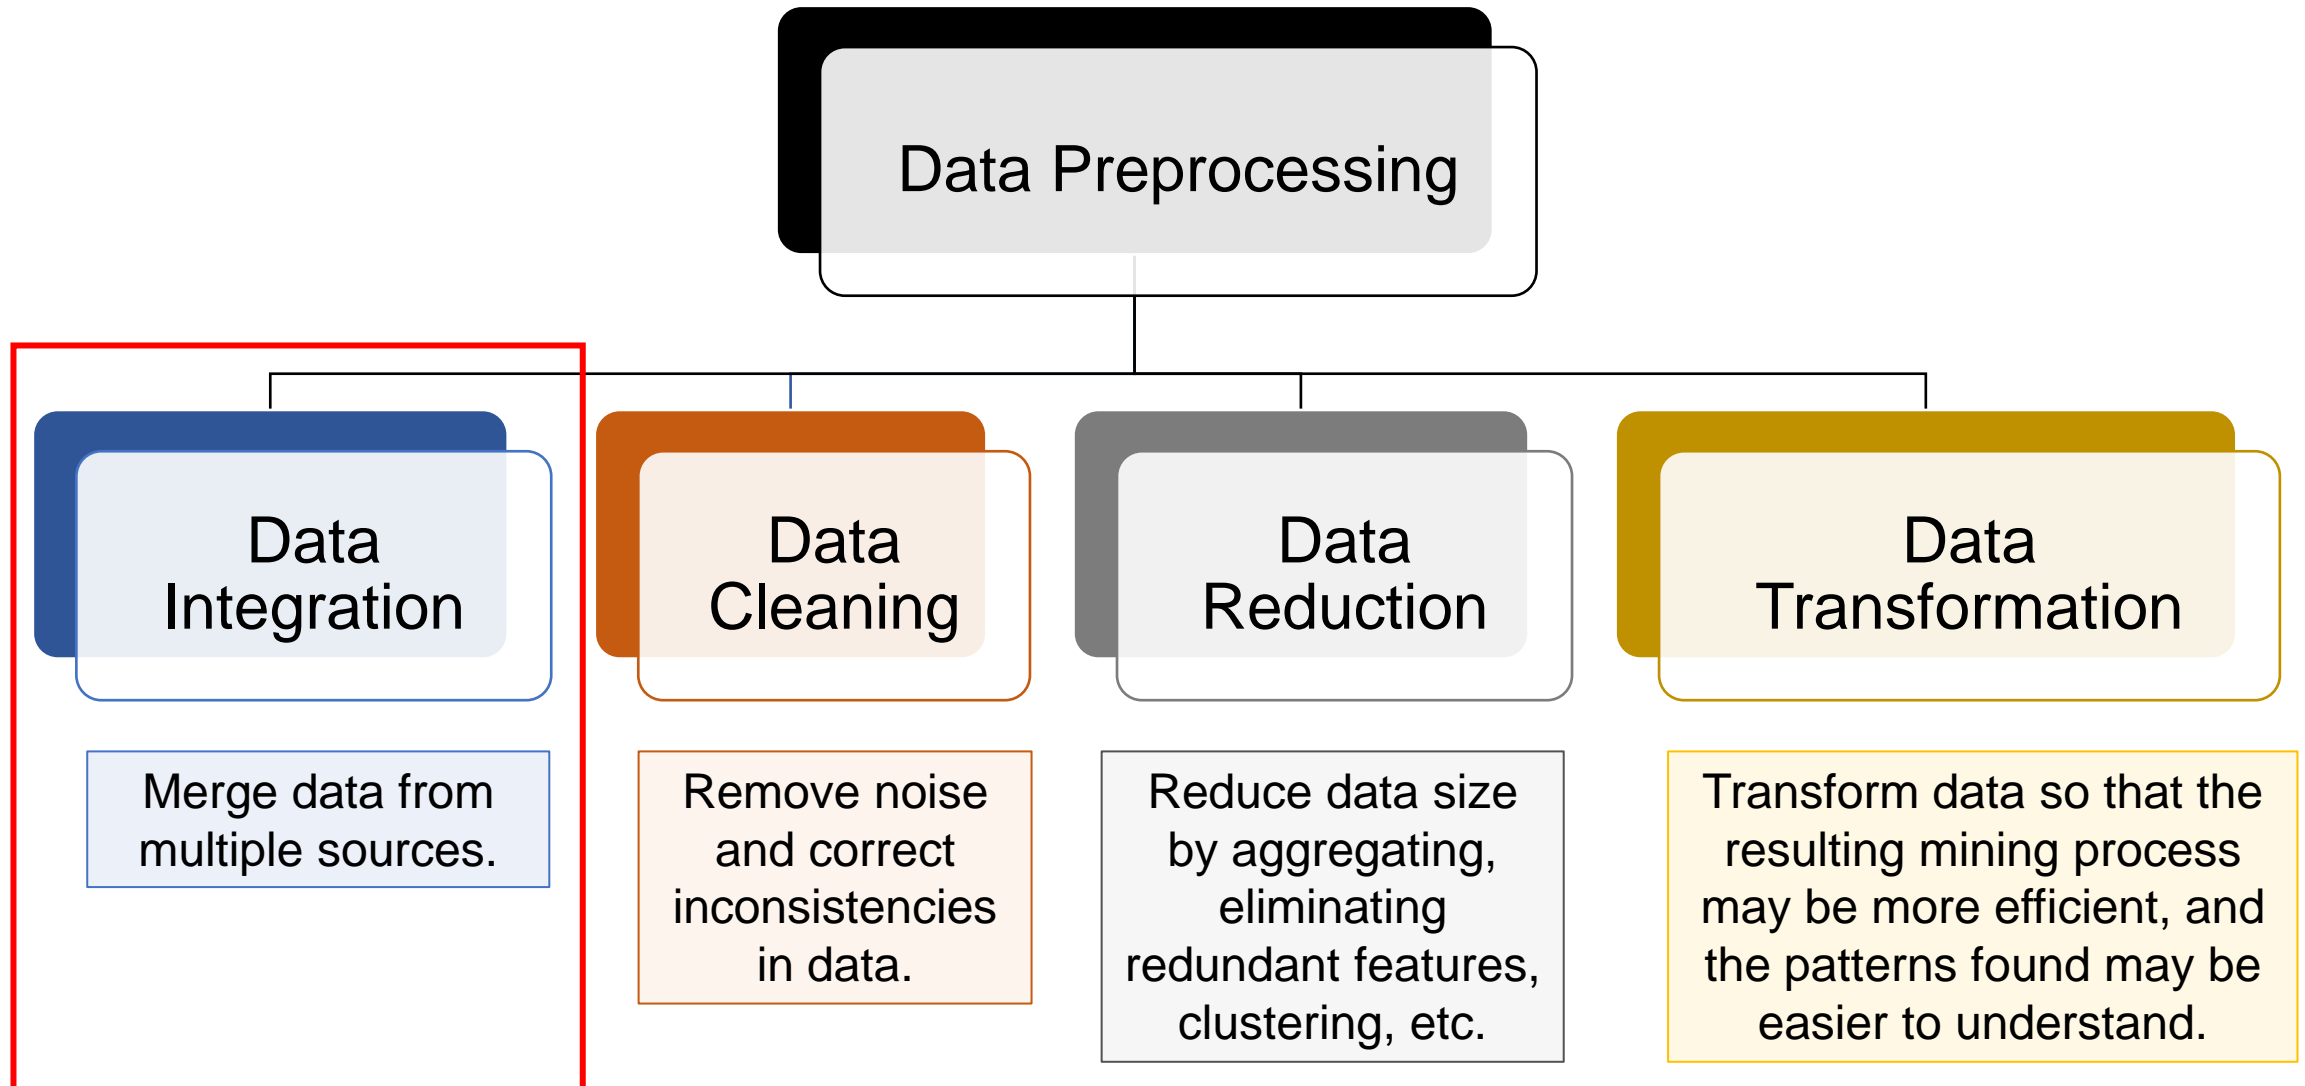 Data Preprocessing
Data
Integration
Data
Cleaning
Data
Reduction
Data
Transformation
Merge data from
multiple sources.
Remove noise
and correct
inconsistencies
in data.
Reduce data size
by aggregating,
eliminating
redundant features,
clustering, etc.
Transform data so that the
resulting mining process
may be more efficient, and
the patterns found may be
easier to understand.